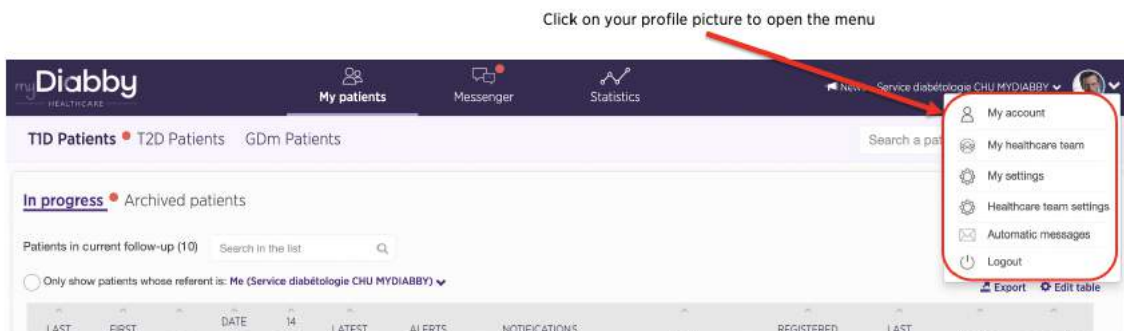 Click on your profile picture to open the menu
myDiabby
HEALTHCARE
My patients
Messenger
Statistics
Service diabétologie CHU MYDIABBY
T1D Patients T2D Patients GDm Patients
Search a
My account
My healthcare team
My settings
Healthcare team settings
Automatic messages
Logout
In progress Archived patients
Patients in current follow-up (10) Search in the list
Only show patients whose referent is: Me (Service diabétologie CHU MYDIABBY)
Export Edit table
LAST FIRST DATE 14 LATEST ALERTS NOTIFICATIONS REGISTERED LAST